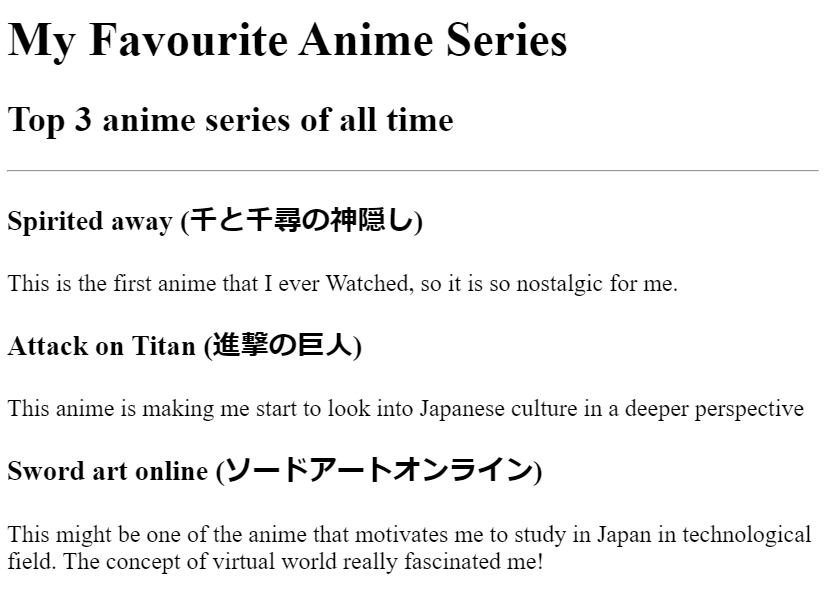 My Favourite Anime Series
Top 3 anime series of all time
Spirited away (千と千尋の神隠し)
This is the first anime that I ever Watched, so it is so nostalgic for me.
Attack on Titan (進撃の巨人)
This anime is making me start to look into Japanese culture in a deeper perspective
Sword art online (ソードアートオンライン)
This might be one of the anime that motivates me to study in Japan in technological
field. The concept of virtual world really fascinated me!